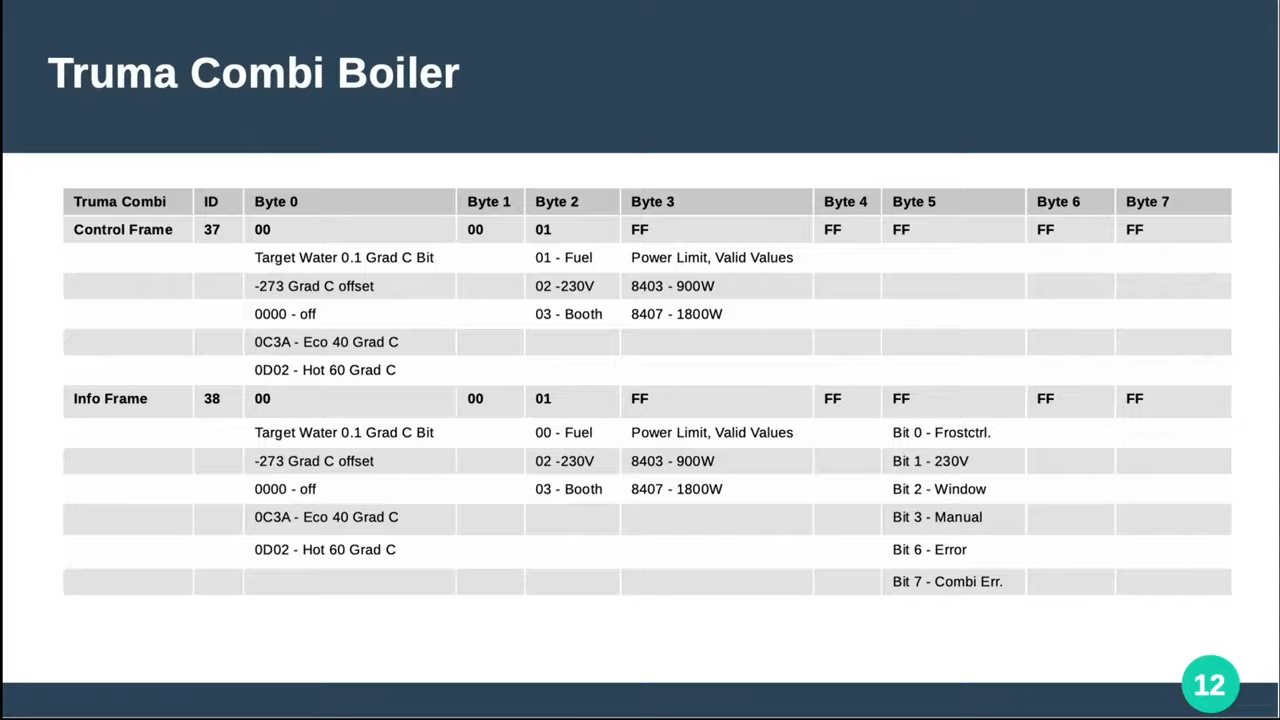 Truma Combi Boiler
Truma Combi ID Byte 0 Byte 1 Byte 2 Byte 3 Byte 4 Byte 5 Byte 6 Byte 7
Control Frame 37 00 00 01 FF FF FF FF FF
Target Water 0.1 Grad C Bit 01 - Fuel Power Limit, Valid Values
-273 Grad C offset 02 -230V 8403 - 900W
0000 - off 03 - Booth 8407 - 1800W
0C3A - Eco 40 Grad C
0D02 - Hot 60 Grad C
Info Frame 38 00 00 01 FF FF FF FF FF
Target Water 0.1 Grad C Bit 00 - Fuel Power Limit, Valid Values Bit 0 - Frostctrl.
-273 Grad C offset 02 -230V 8403 - 900W Bit 1 - 230V
0000 - off 03 - Booth 8407 - 1800W Bit 2 - Window
0C3A - Eco 40 Grad C Bit 3 - Manual
0D02 - Hot 60 Grad C Bit 6 - Error
Bit 7 - Combi Err.
12